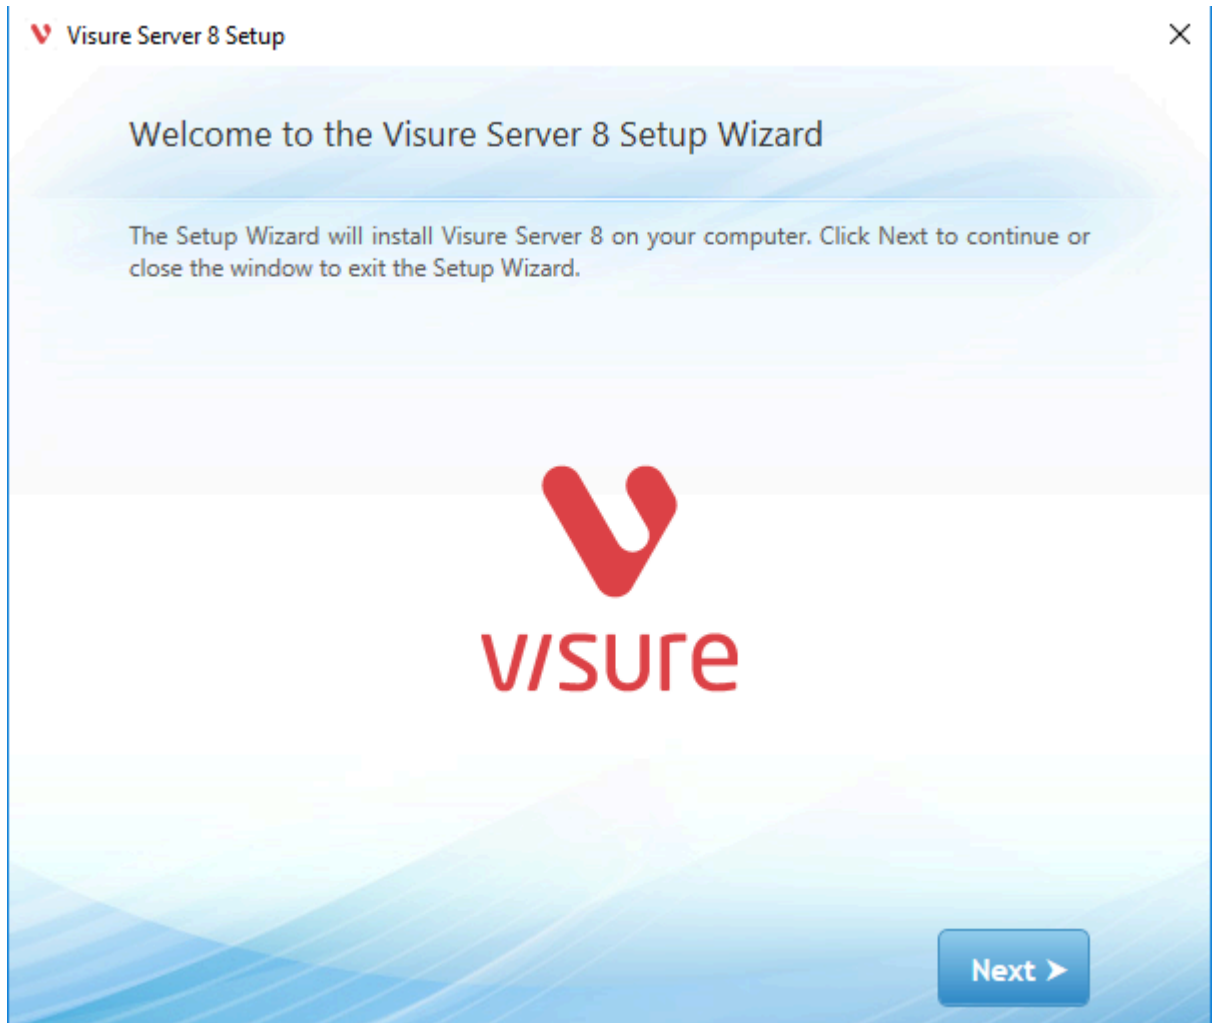 Visure Server 8 Setup
Welcome to the Visure Server 8 Setup Wizard
The Setup Wizard will install Visure Server 8 on your computer. Click Next to continue or
close the window to exit the Setup Wizard.
visure
Next